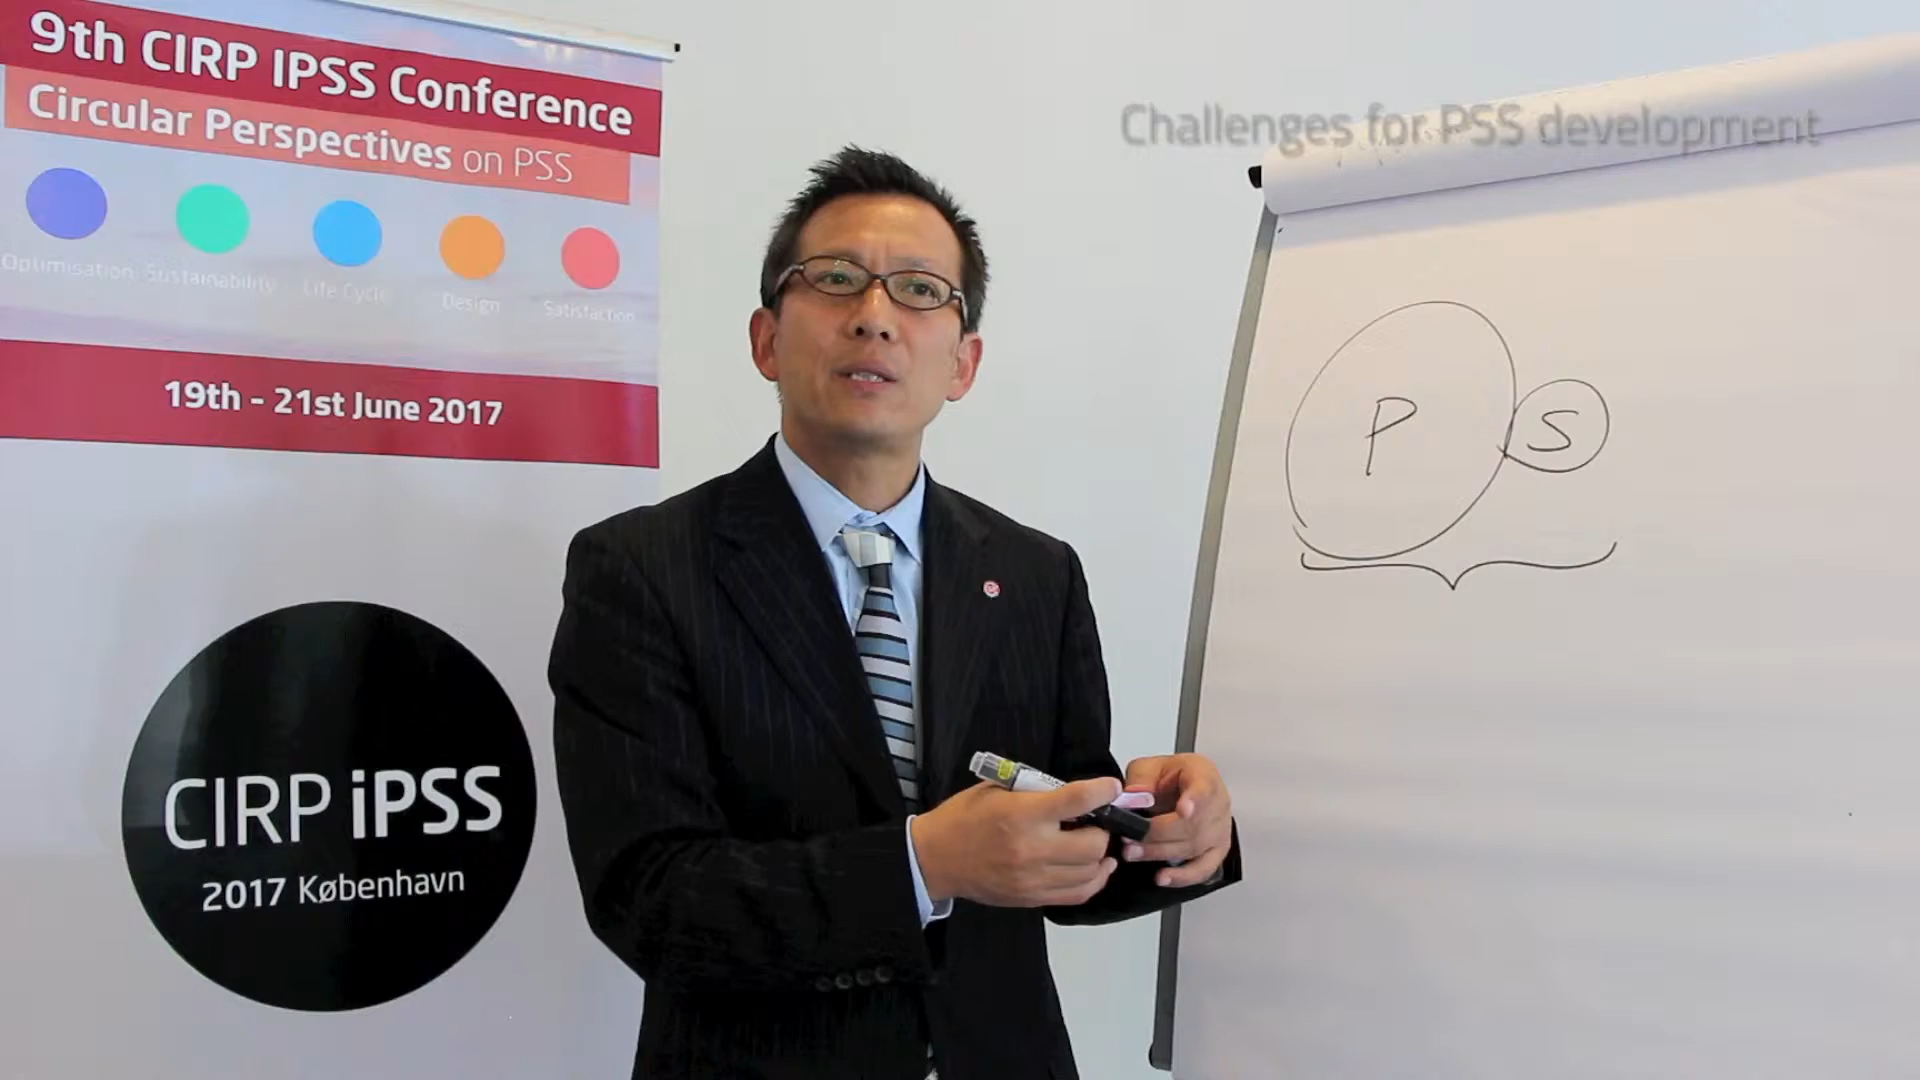 9th CIRP IPSS Conference
Circular Perspectives on PSS
Optimisation Sustainability Life Cycle Design Satisfaction
19th - 21st June 2017
CIRP iPSS
2017 København
Challenges for PSS development
P S